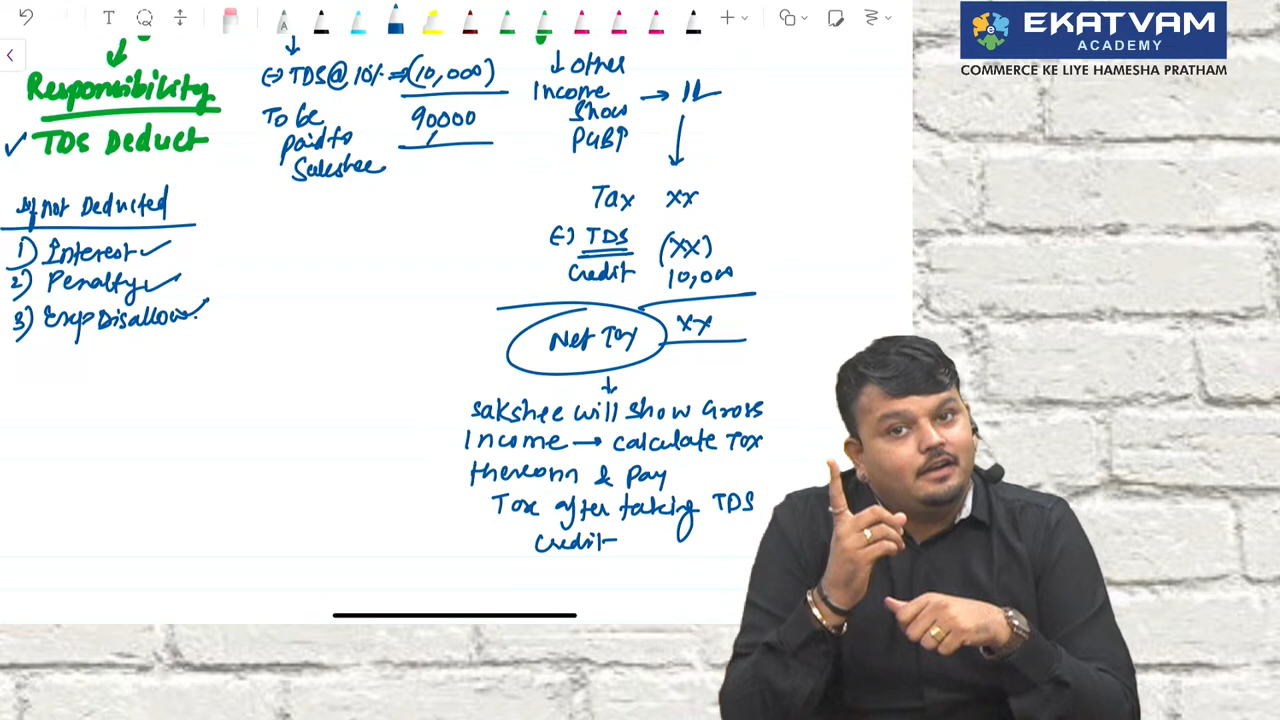 Responsibility
TDS Deduct
If not Deducted
1) Interest
2) Penalty
3) Exp Disallow.
(-) TDS@10% ⇒ (10,000)
To be paid to Sakshee 90000
other Income show → 1L
PGBP
Tax xx
(-) TDS credit (xx)
10,000
Net Tax xx
sakshee will show Gross
Income → calculate Tax
thereonn & pay
Tax after taking TDS
credit
T
EKATVAM
ACADEMY
COMMERCE KE LIYE HAMESHA PRATHAM